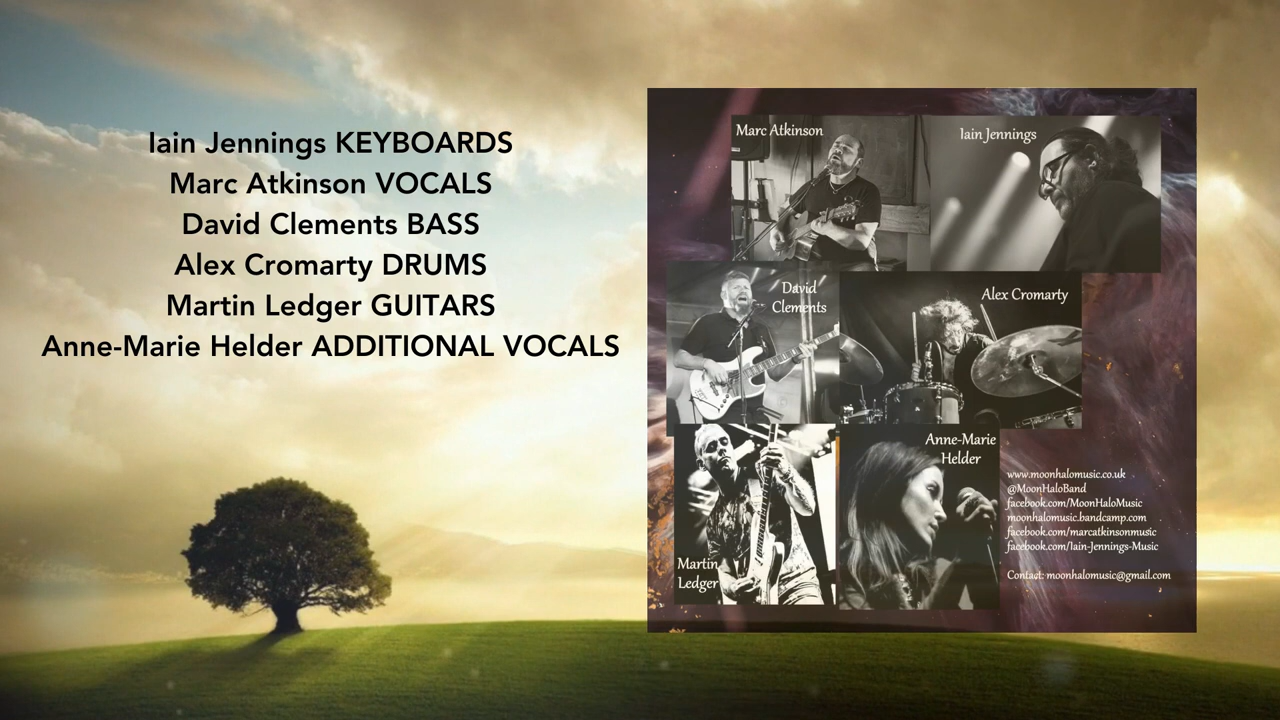 Iain Jennings KEYBOARDS
Marc Atkinson VOCALS
David Clements BASS
Alex Cromarty DRUMS
Martin Ledger GUITARS
Anne-Marie Helder ADDITIONAL VOCALS
Marc Atkinson
Iain Jennings
David
Clements
Alex Cromarty
Martin
Ledger
Anne-Marie
Helder
www.moonhalomusic.co.uk
@MoonHaloBand
facebook.com/MoonHaloMusic
moonhalomusic.bandcamp.com
facebook.com/marcatkinsonmusic
facebook.com/Iain-Jennings-Music
Contact: moonhalomusic@gmail.com